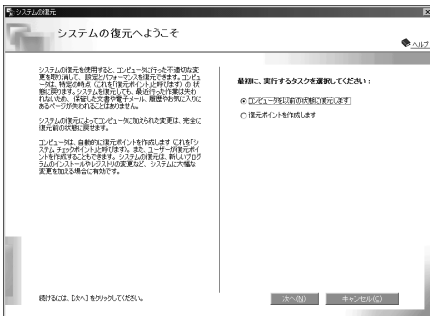 システムの復元
システムの復元へようこそ
ヘルプ
システムの復元を使用すると、コンピュータに行った不適切な変
更を取り消して、設定とパフォーマンスを復元できます。コンピュ
ータは、特定の時点 (これを「復元ポイント」と呼びます) の 状
態に戻ります。システムを復元しても、最近行った作業は失わ
れないため、保存した文書や電子メール、履歴やお気に入りに
あるページが失われることはありません。
システムの復元によってコンピュータに加えられた変更は、完全に
復元前の状態に戻せます。
コンピュータは、自動的に復元ポイントを作成します (これを「シ
ステム チェックポイント」と呼びます)。また、ユーザーが復元ポイ
ントを作成することもできます。システムの復元は、新しいプログ
ラムのインストールやレジストリの変更など、システムに大幅な
変更を加える場合に有効です。
最初に、実行するタスクを選択してください :
コンピュータを以前の状態に復元します
復元ポイントを作成します
続けるには、[次へ] をクリックしてください。
次へ(N)
キャンセル(C)